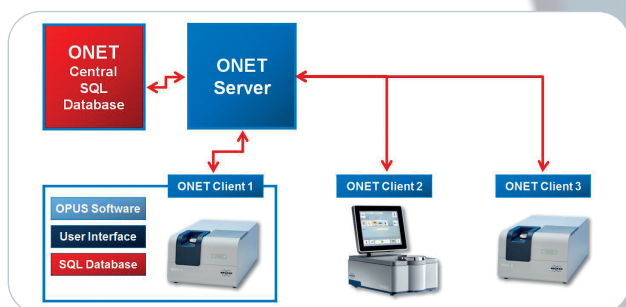 ONET
Central
SQL
Database
ONET
Server
ONET Client 1
ONET Client 2
ONET Client 3
OPUS Software
User Interface
SQL Database